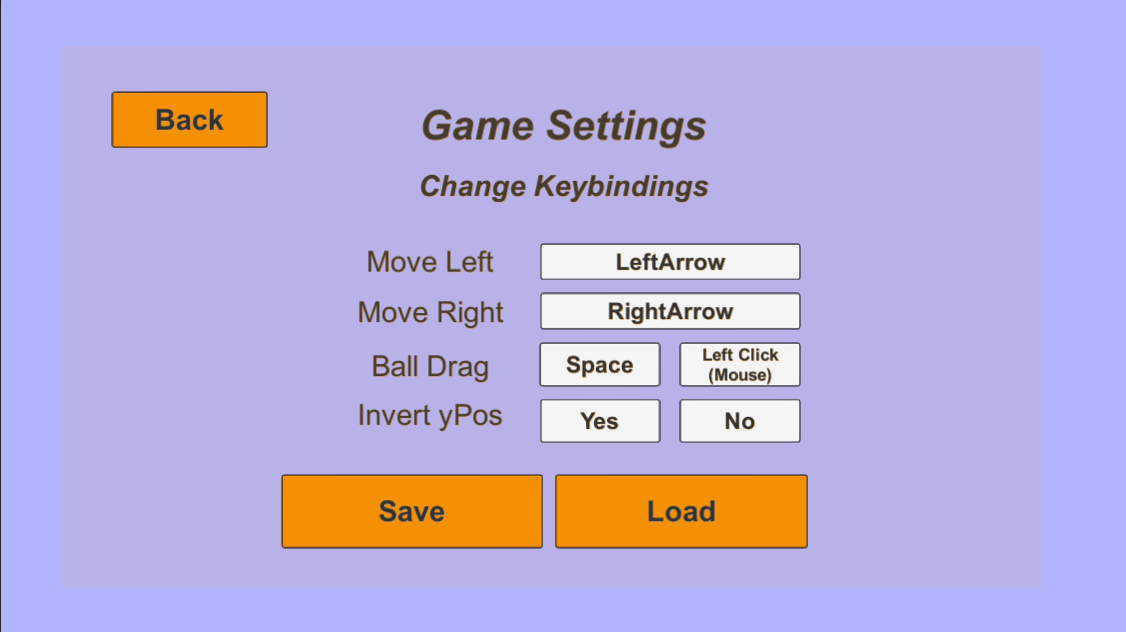 Back
Game Settings
Change Keybindings
Move Left
LeftArrow
Move Right
RightArrow
Ball Drag
Space
Left Click
(Mouse)
Invert yPos
Yes
No
Save
Load